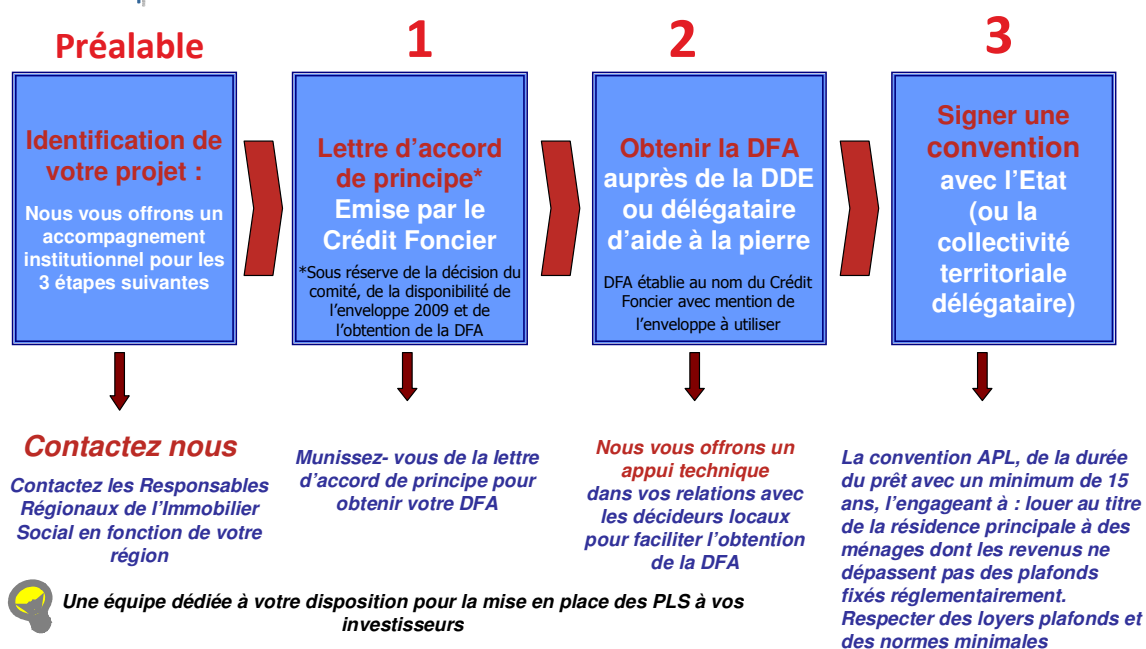 Préalable
Identification de
votre projet :
Nous vous offrons un
accompagnement
institutionnel pour les
3 étapes suivantes
Contactez nous
Contactez les Responsables
Régionaux de l'Immobilier
Social en fonction de votre
région
1
Lettre d'accord
de principe*
Emise par le
Crédit Foncier
*Sous réserve de la décision du
comité, de la disponibilité de
l'enveloppe 2009 et de
l'obtention de la DFA
Munissez- vous de la lettre
d'accord de principe pour
obtenir votre DFA
2
Obtenir la DFA
auprès de la DDE
ou délégataire
d'aide à la pierre
DFA établie au nom du Crédit
Foncier avec mention de
l'enveloppe à utiliser
Nous vous offrons un
appui technique
dans vos relations avec
les décideurs locaux
pour faciliter l'obtention
de la DFA
3
Signer une
convention
avec l'Etat
(ou la
collectivité
territoriale
délégataire)
La convention APL, de la durée
du prêt avec un minimum de 15
ans, l'engageant à : louer au titre
de la résidence principale à des
ménages dont les revenus ne
dépassent pas des plafonds
fixés réglementairement.
Respecter des loyers plafonds et
des normes minimales
Une équipe dédiée à votre disposition pour la mise en place des PLS à vos
investisseurs